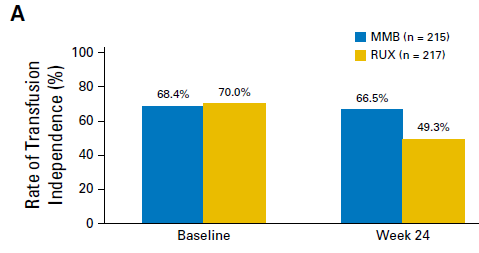 A
MMB (n = 215)
RUX (n = 217)
Rate of Transfusion
Independence (%)
100
80
60
40
20
0
68.4%
70.0%
66.5%
49.3%
Baseline
Week 24